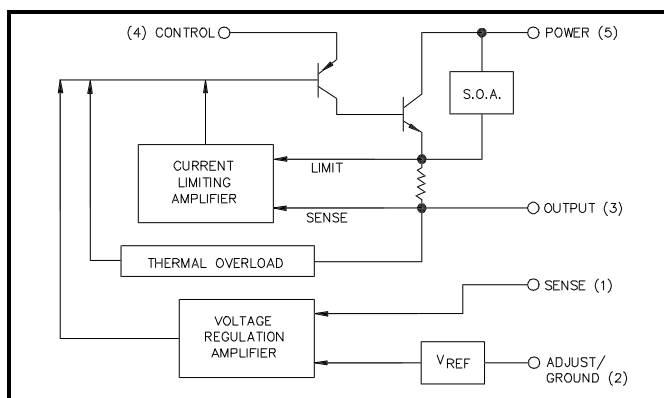 (4) CONTROL
POWER (5)
S.O.A.
CURRENT
LIMITING
AMPLIFIER
LIMIT
SENSE
OUTPUT (3)
THERMAL OVERLOAD
SENSE (1)
VOLTAGE
REGULATION
AMPLIFIER
VREF
ADJUST/
GROUND (2)